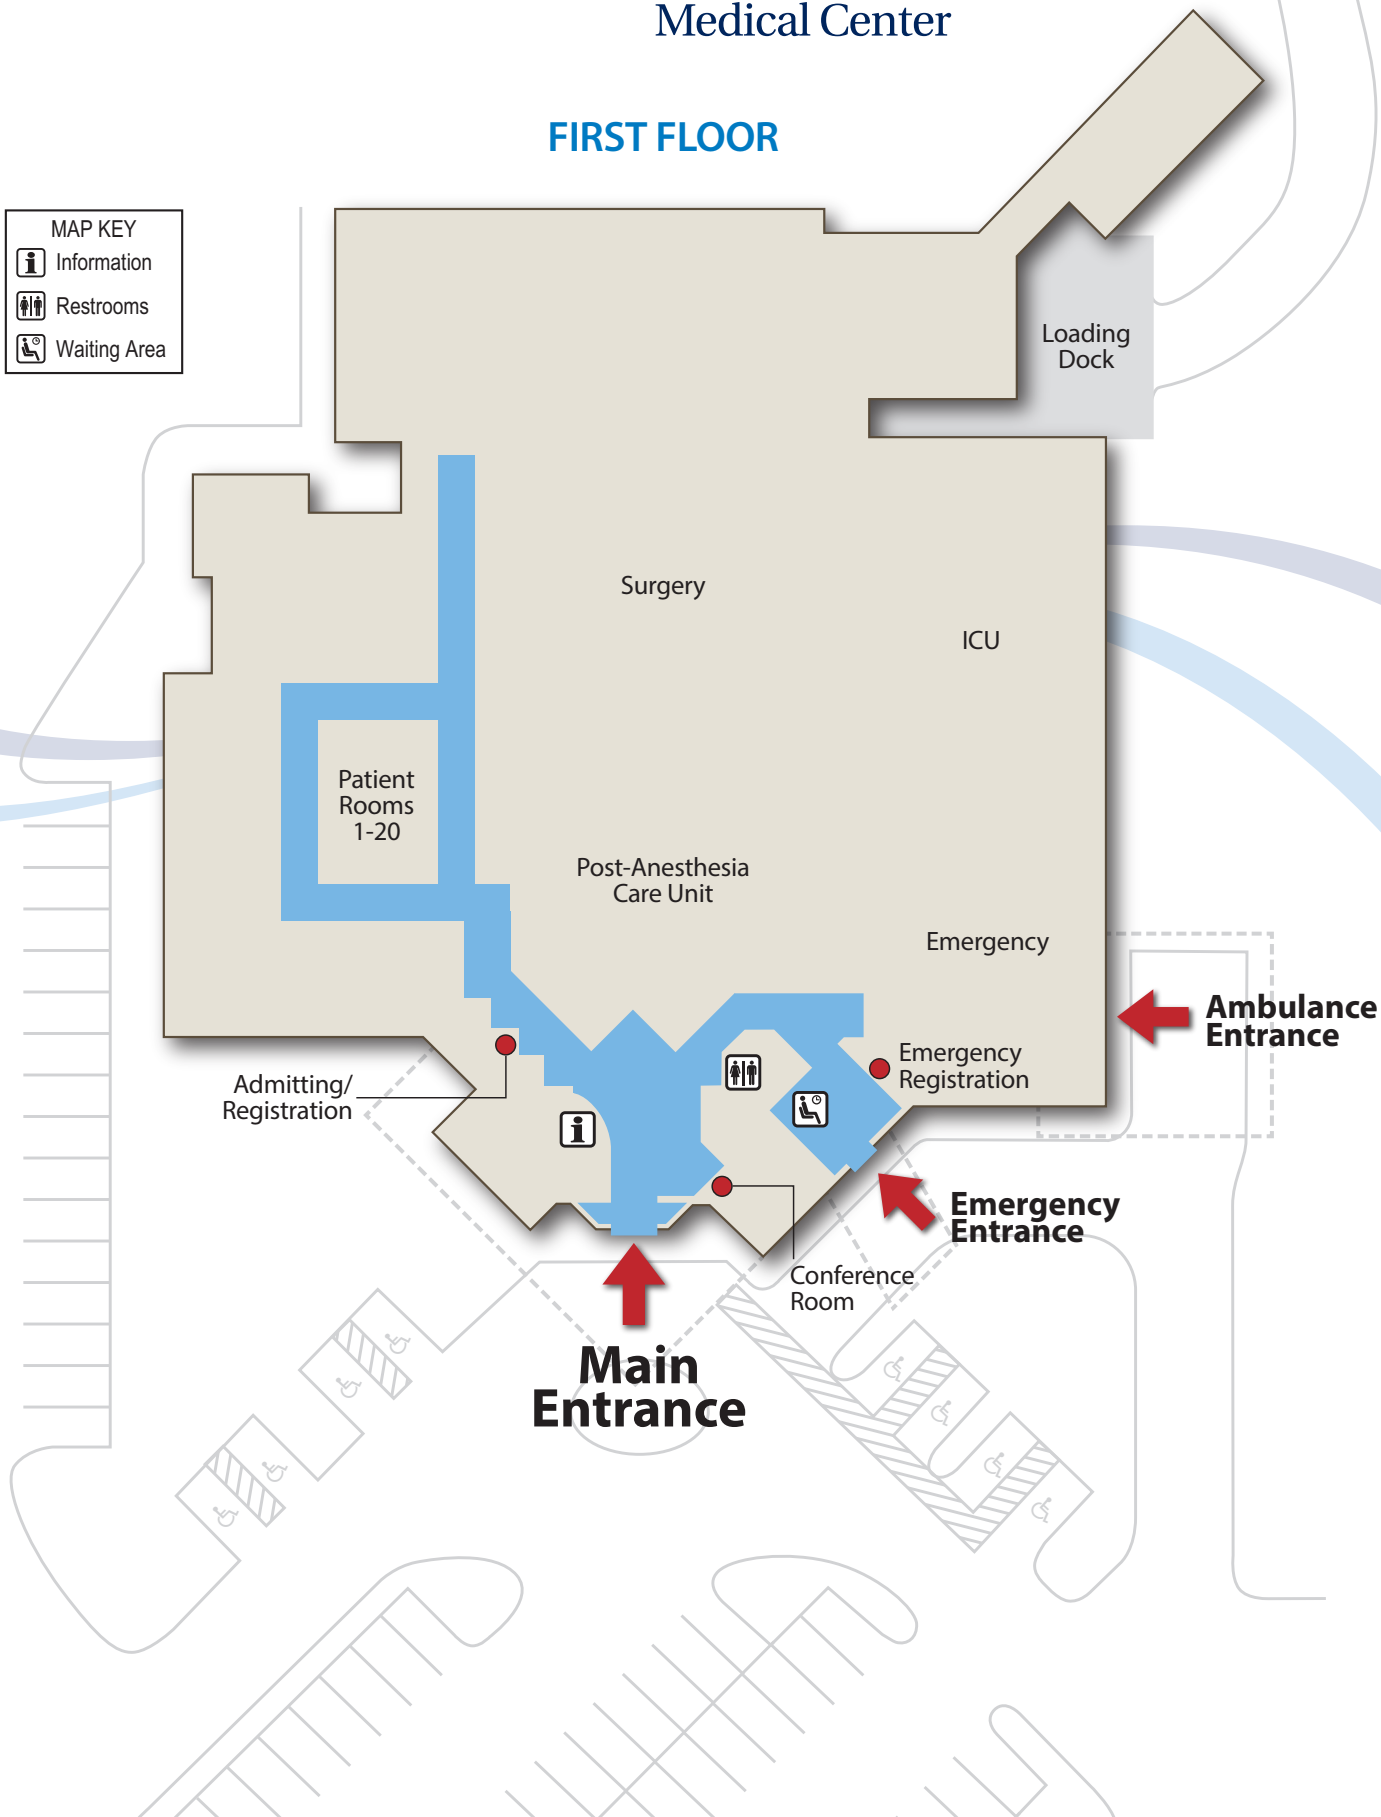 Medical Center
FIRST FLOOR
MAP KEY
Information
Restrooms
Waiting Area
Loading
Dock
Surgery
ICU
Patient
Rooms
1-20
Post-Anesthesia
Care Unit
Emergency
Ambulance
Entrance
Emergency
Registration
Admitting/
Registration
Emergency
Entrance
Conference
Room
Main
Entrance